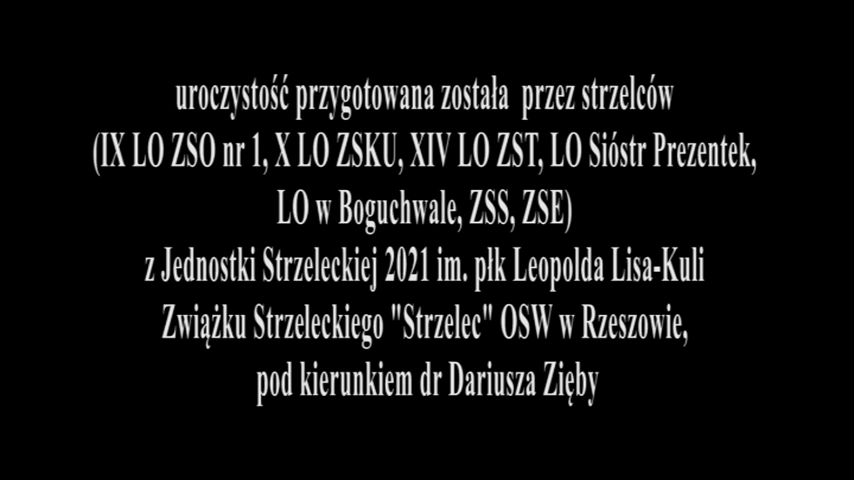 uroczystość przygotowana została przez strzelców
(IX LO ZSO nr 1, X LO ZSKU, XIV LO ZST, LO Sióstr Prezentek,
LO w Boguchwale, ZSS, ZSE)
z Jednostki Strzeleckiej 2021 im. płk Leopolda Lisa-Kuli
Związku Strzeleckiego "Strzelec" OSW w Rzeszowie,
pod kierunkiem dr Dariusza Zięby